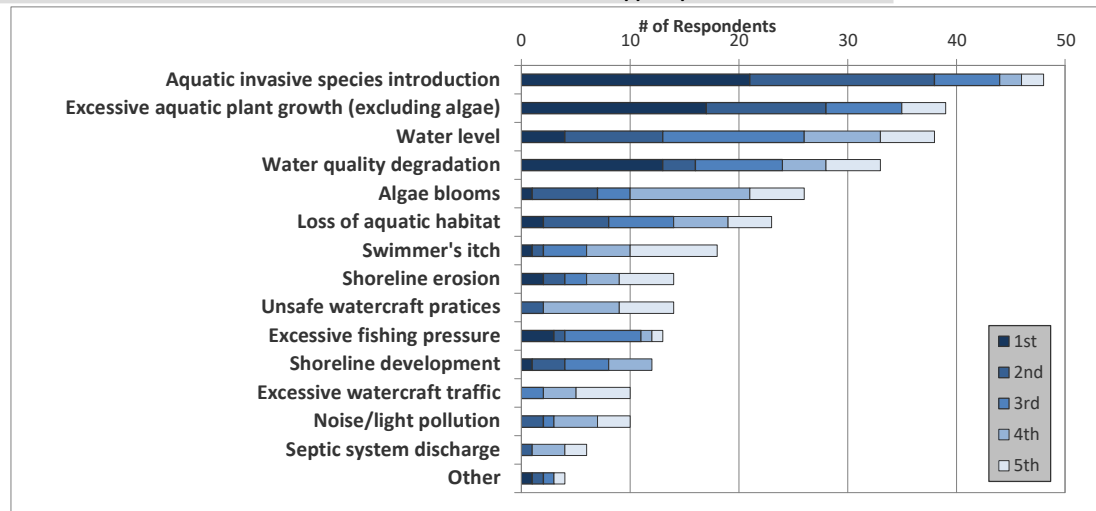 # of Respondents
0 10 20 30 40 50
Aquatic invasive species introduction
Excessive aquatic plant growth (excluding algae)
Water level
Water quality degradation
Algae blooms
Loss of aquatic habitat
Swimmer's itch
Shoreline erosion
Unsafe watercraft pratices
Excessive fishing pressure
Shoreline development
Excessive watercraft traffic
Noise/light pollution
Septic system discharge
Other
1st
2nd
3rd
4th
5th